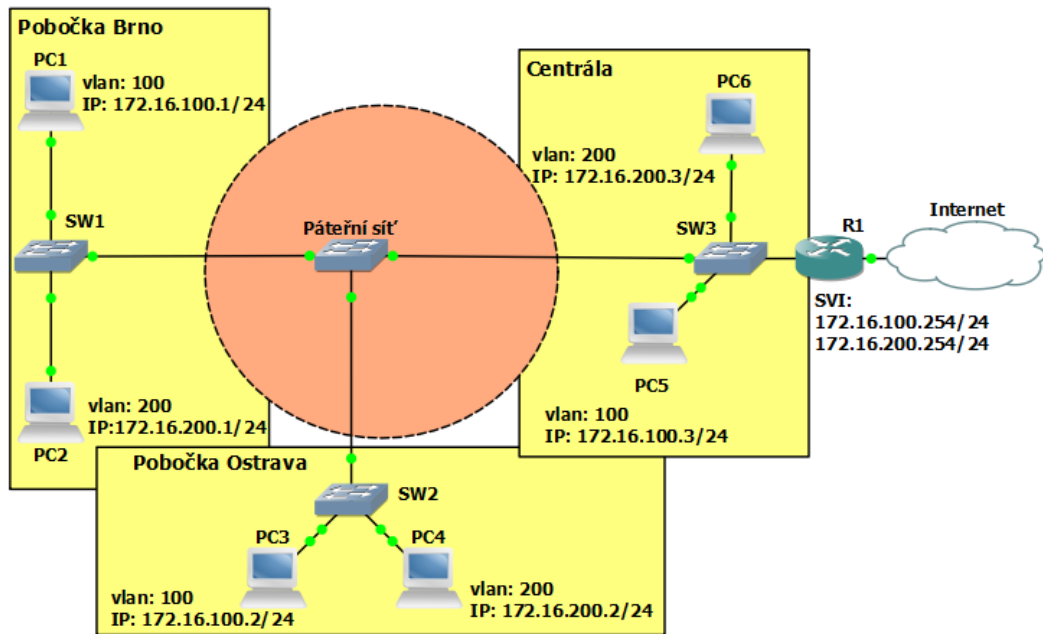 Pobočka Brno
PC1
vlan: 100
IP: 172.16.100.1/24
SW1
vlan: 200
IP:172.16.200.1/24
PC2
Páteřní síť
Pobočka Ostrava
SW2
PC3
PC4
vlan: 100
IP: 172.16.100.2/24
vlan: 200
IP: 172.16.200.2/24
Centrála
PC6
vlan: 200
IP: 172.16.200.3/24
SW3
PC5
vlan: 100
IP: 172.16.100.3/24
R1
Internet
SVI:
172.16.100.254/24
172.16.200.254/24